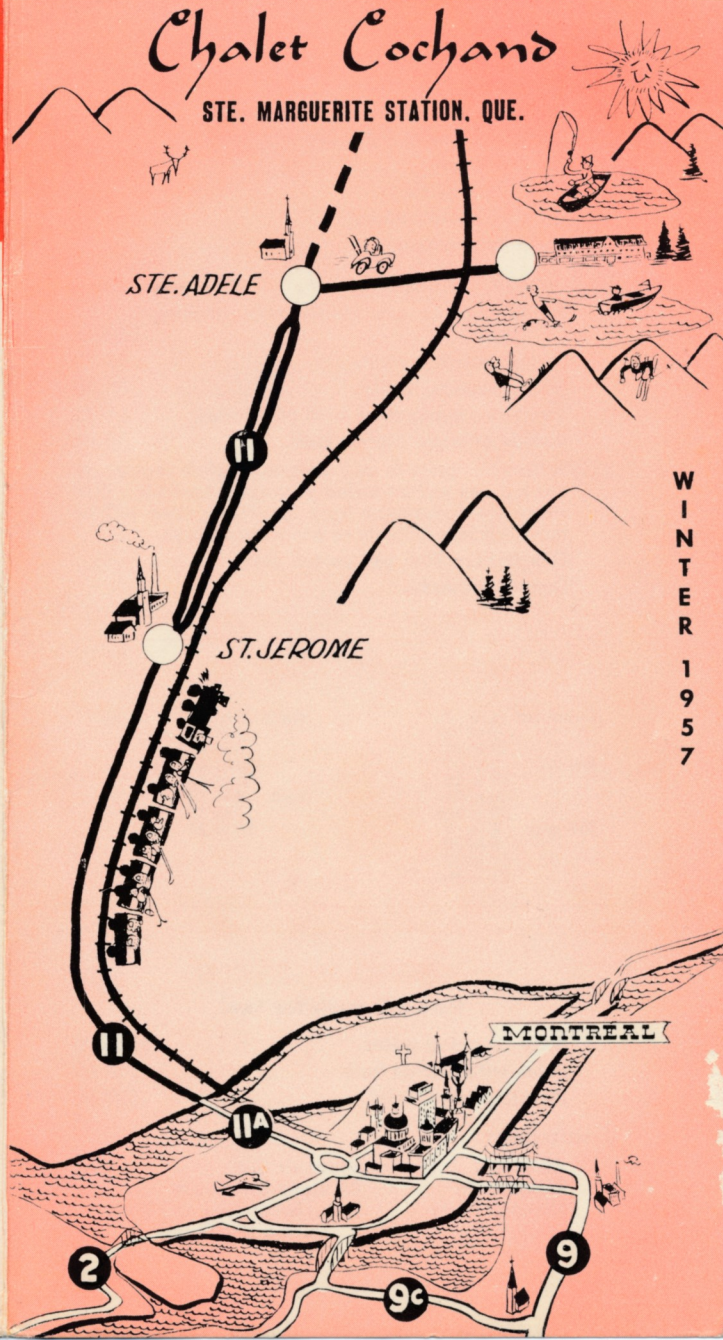 Chalet Cochand
STE. MARGUERITE STATION, QUE.
STE. ADELE
11
WINTER 1957
ST. JEROME
MONTRÉAL
11
11A
2
9
9c